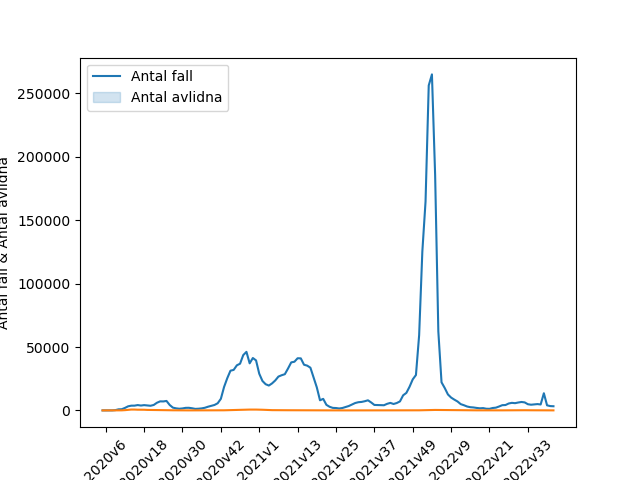 Antal fall
Antal avlidna
250000
200000
150000
100000
50000
0
Antal fall & Antal avlidna
2020v6
2020v18
2020v30
2020v42
2021v1
2021v13
2021v25
2021v37
2021v49
2022v9
2022v21
2022v33